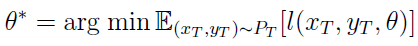 θ* = arg min 𝔼_{(x_T,y_T)∼P_T}[l(x_T, y_T, θ)]